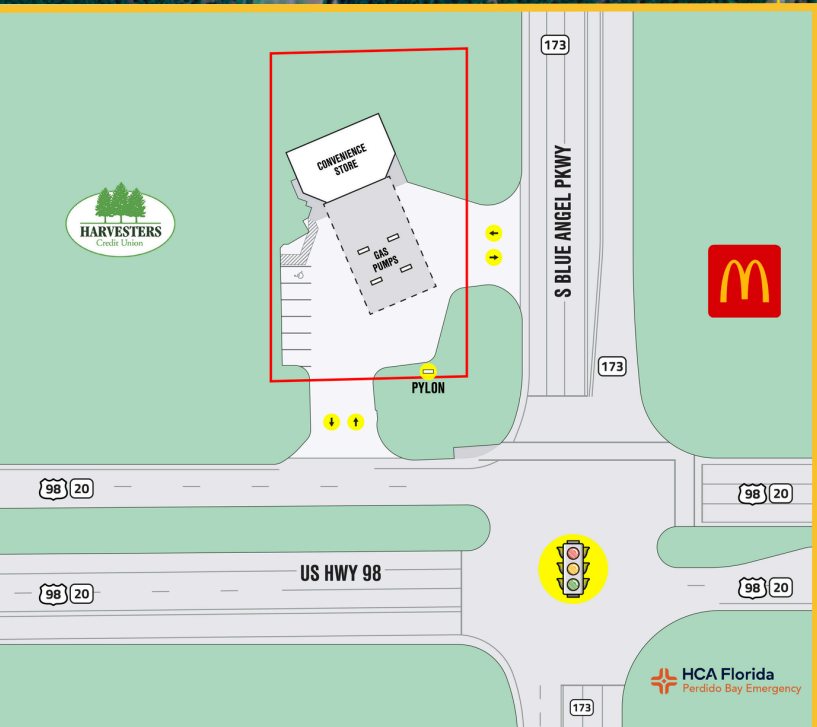 173
CONVENIENCE
STORE
HARVESTERS
Credit Union
GAS
PUMPS
S BLUE ANGEL PKWY
173
PYLON
98 20
98 20
US HWY 98
98 20
98 20
HCA Florida
Perdido Bay Emergency
173